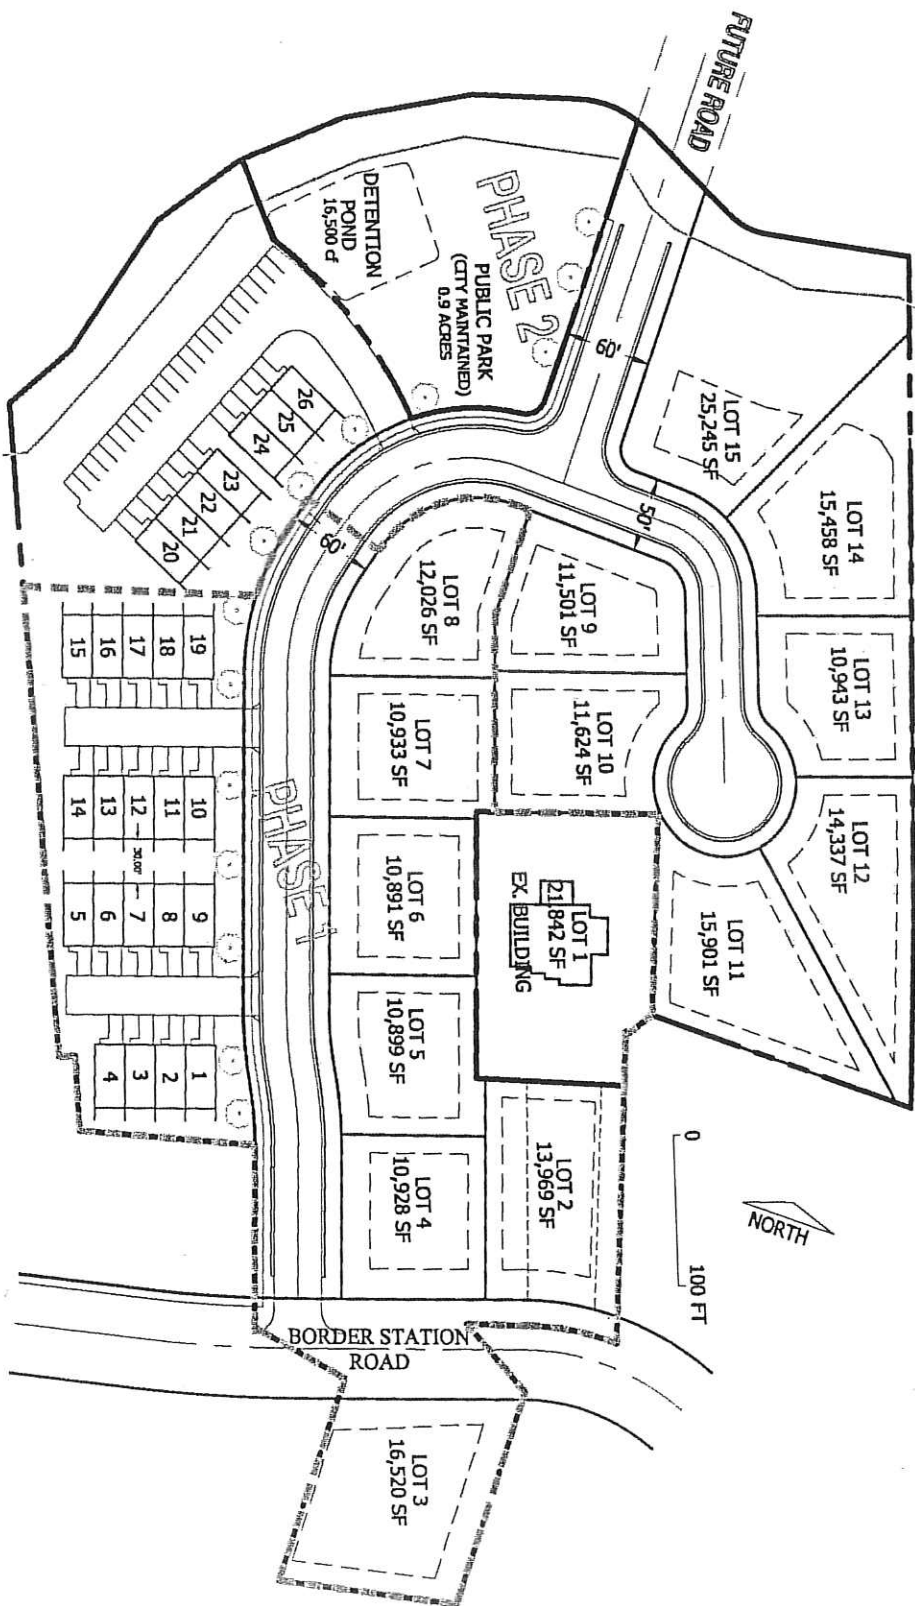 FUTURE ROAD
PHASE 2
DETENTION
POND
16,500 cf
PUBLIC PARK
(CITY MAINTAINED)
0.9 ACRES
60'
LOT 15
25,245 SF
LOT 14
15,458 SF
50'
LOT 13
10,943 SF
LOT 12
14,337 SF
LOT 11
15,901 SF
LOT 9
11,501 SF
LOT 10
11,624 SF
LOT 8
12,026 SF
60'
LOT 7
10,933 SF
LOT 6
10,891 SF
LOT 5
10,899 SF
LOT 4
10,928 SF
LOT 1
21,842 SF
EX. BUILDING
LOT 2
13,969 SF
LOT 3
16,520 SF
PHASE 1
26
25
24
23
22
21
20
19
18
17
16
15
10
11
12
13
14
30.00'
9
8
7
6
5
1
2
3
4
BORDER STATION
ROAD
0
100 FT
NORTH